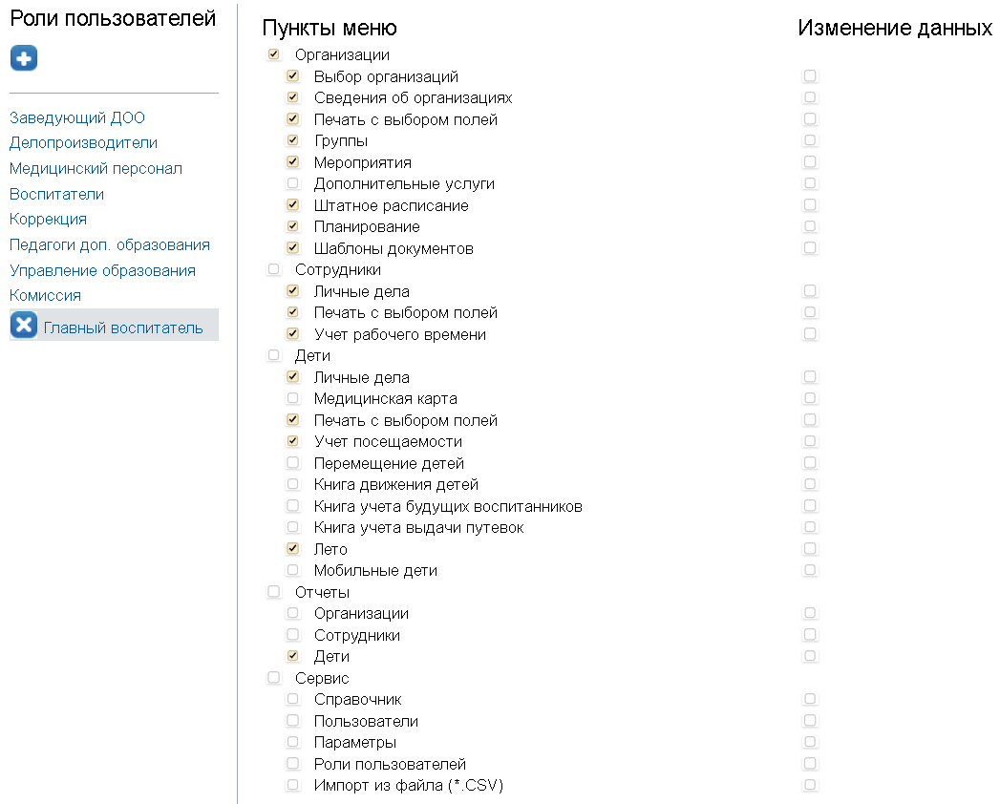 Роли пользователей
Заведующий ДОО
Делопроизводители
Медицинский персонал
Воспитатели
Коррекция
Педагоги доп. образования
Управление образования
Комиссия
Главный воспитатель
Пункты меню
Изменение данных
Организации
Выбор организаций
Сведения об организациях
Печать с выбором полей
Группы
Мероприятия
Дополнительные услуги
Штатное расписание
Планирование
Шаблоны документов
Сотрудники
Личные дела
Печать с выбором полей
Учет рабочего времени
Дети
Личные дела
Медицинская карта
Печать с выбором полей
Учет посещаемости
Перемещение детей
Книга движения детей
Книга учета будущих воспитанников
Книга учета выдачи путевок
Лето
Мобильные дети
Отчеты
Организации
Сотрудники
Дети
Сервис
Справочник
Пользователи
Параметры
Роли пользователей
Импорт из файла (*.CSV)